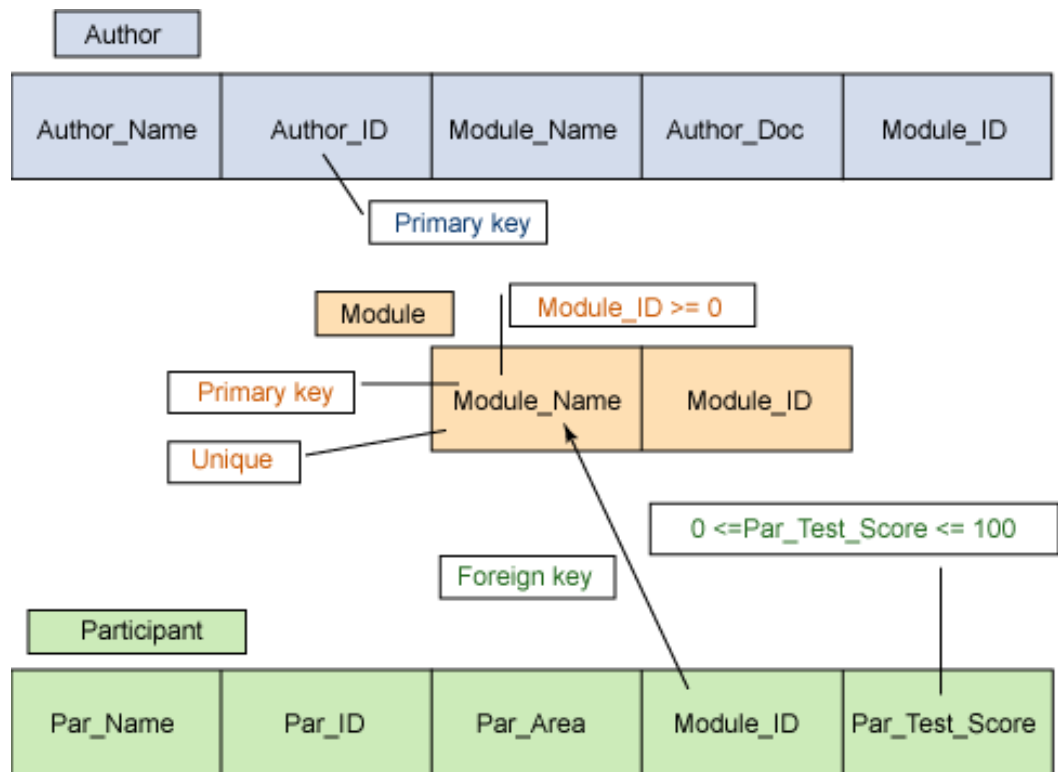 Author
Author_Name Author_ID Module_Name Author_Doc Module_ID
Primary key
Module_ID >= 0
Module
Primary key
Module_Name Module_ID
Unique
0 <=Par_Test_Score <= 100
Foreign key
Participant
Par_Name Par_ID Par_Area Module_ID Par_Test_Score